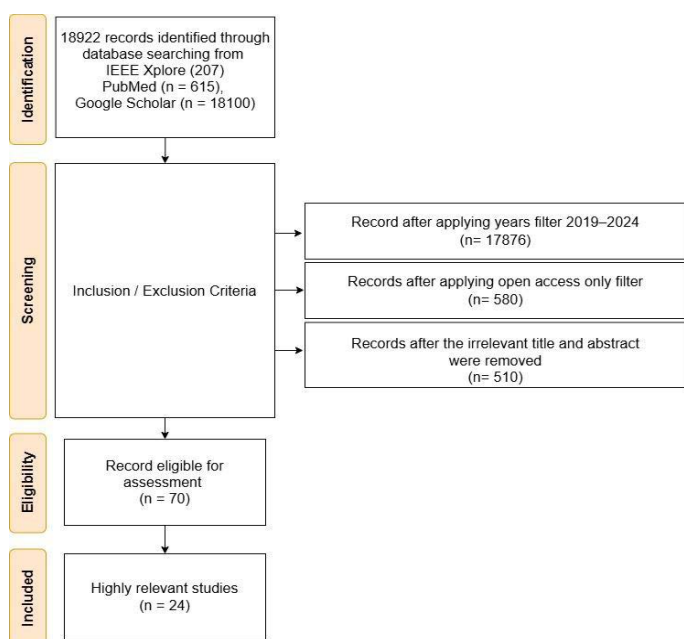 Identification
18922 records identified through
database searching from
IEEE Xplore (207)
PubMed (n = 615),
Google Scholar (n = 18100)
Screening
Inclusion / Exclusion Criteria
Record after applying years filter 2019–2024
(n= 17876)
Records after applying open access only filter
(n= 580)
Records after the irrelevant title and abstract
were removed
(n= 510)
Eligibility
Record eligible for
assessment
(n = 70)
Included
Highly relevant studies
(n = 24)